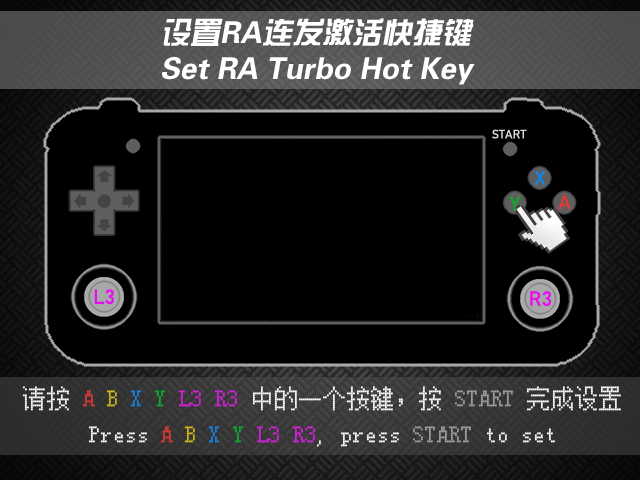 设置RA连发激活快捷键
Set RA Turbo Hot Key
START
X
Y A
L3 R3
请按 A B X Y L3 R3 中的一个按键，按 START 完成设置
Press A B X Y L3 R3, press START to set